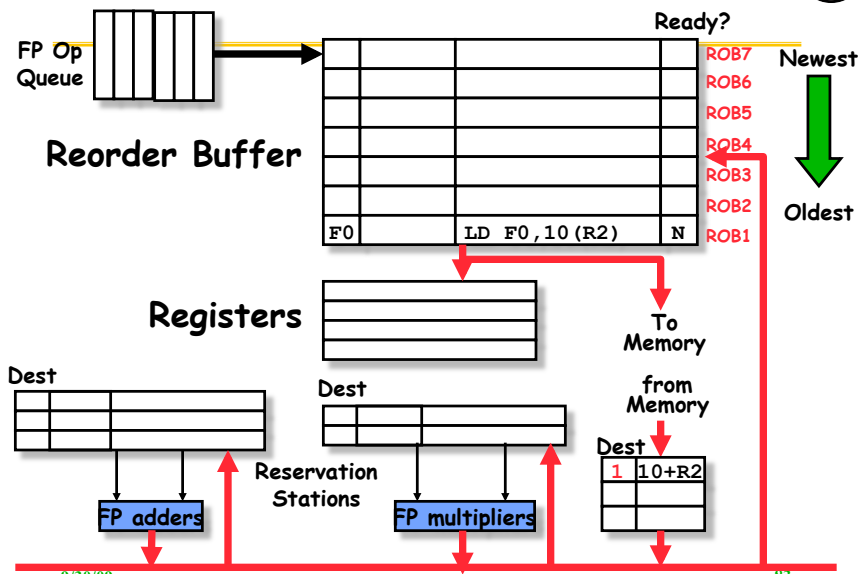 Ready?
FP Op
Queue
ROB7
Newest
ROB6
ROB5
Reorder Buffer
ROB4
ROB3
ROB2
Oldest
F0 LD F0,10(R2) N ROB1
Registers
To
Memory
Dest
Dest
from
Memory
Dest
Reservation
Stations
1 10+R2
FP adders
FP multipliers